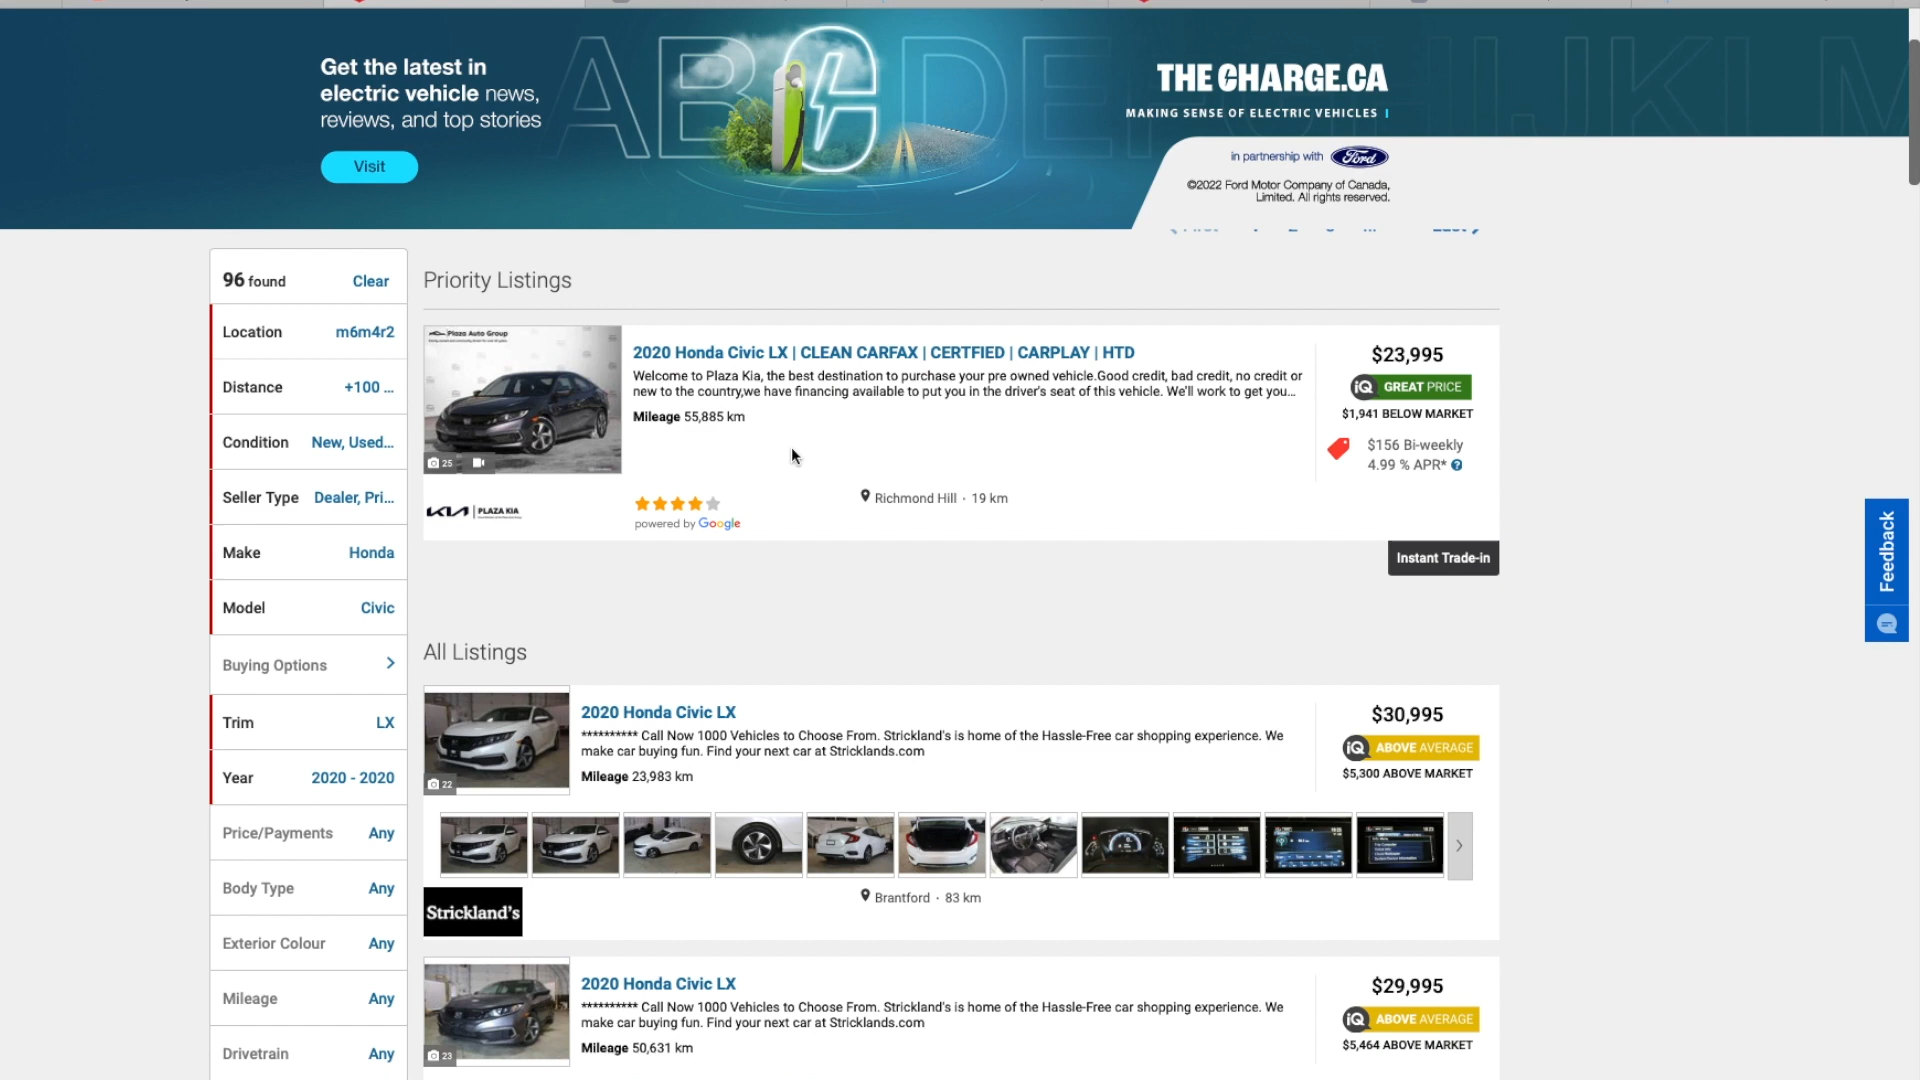 Get the latest in
electric vehicle news,
reviews, and top stories
Visit
THE CHARGE.CA
MAKING SENSE OF ELECTRIC VEHICLES
in partnership with Ford
©2022 Ford Motor Company of Canada,
Limited. All rights reserved.
96 found Clear
Location m6m4r2
Distance +100 ...
Condition New, Used...
Seller Type Dealer, Pri...
Make Honda
Model Civic
Buying Options
Trim LX
Year 2020 - 2020
Price/Payments Any
Body Type Any
Exterior Colour Any
Mileage Any
Drivetrain Any
Priority Listings
Plaza Auto Group
25
2020 Honda Civic LX | CLEAN CARFAX | CERTFIED | CARPLAY | HTD
Welcome to Plaza Kia, the best destination to purchase your pre owned vehicle.Good credit, bad credit, no credit or
new to the country,we have financing available to put you in the driver's seat of this vehicle. We'll work to get you...
Mileage 55,885 km
$23,995
iQ GREAT PRICE
$1,941 BELOW MARKET
$156 Bi-weekly
4.99 % APR*
KIA PLAZA KIA
powered by Google
Richmond Hill · 19 km
Instant Trade-in
All Listings
22
2020 Honda Civic LX
********** Call Now 1000 Vehicles to Choose From. Strickland's is home of the Hassle-Free car shopping experience. We
make car buying fun. Find your next car at Stricklands.com
Mileage 23,983 km
$30,995
iQ ABOVE AVERAGE
$5,300 ABOVE MARKET
Strickland's
Brantford · 83 km
23
2020 Honda Civic LX
********** Call Now 1000 Vehicles to Choose From. Strickland's is home of the Hassle-Free car shopping experience. We
make car buying fun. Find your next car at Stricklands.com
Mileage 50,631 km
$29,995
iQ ABOVE AVERAGE
$5,464 ABOVE MARKET
Feedback